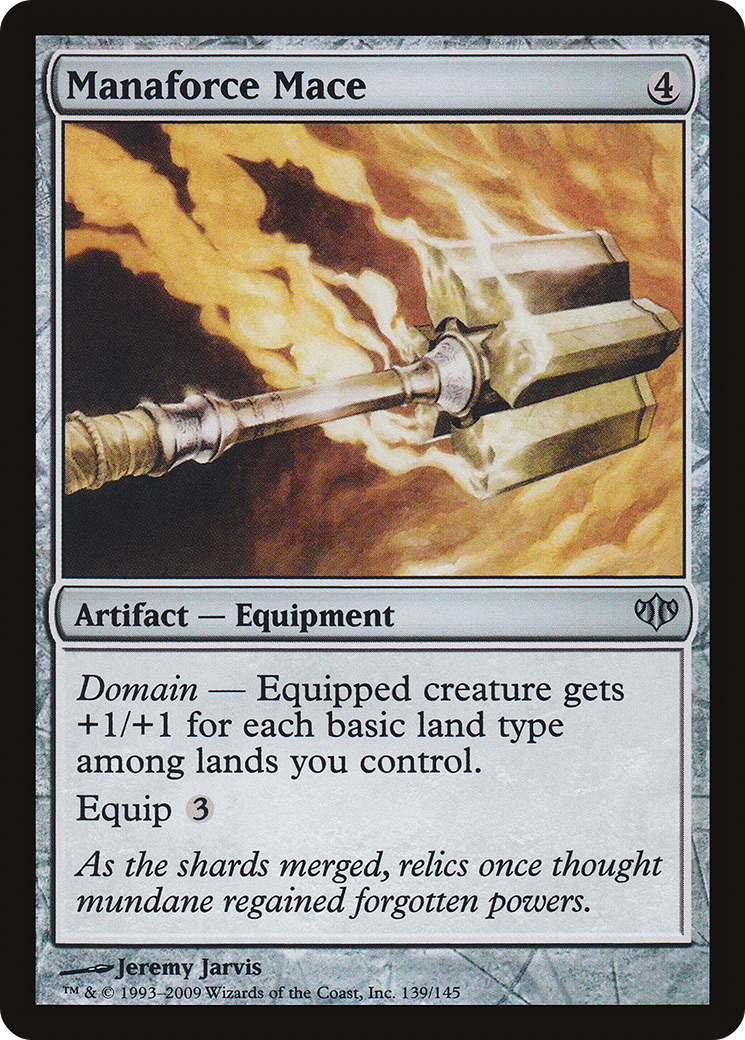 Manaforce Mace 4
Artifact — Equipment
Domain — Equipped creature gets
+1/+1 for each basic land type
among lands you control.
Equip 3
As the shards merged, relics once thought
mundane regained forgotten powers.
Jeremy Jarvis
™ & © 1993–2009 Wizards of the Coast, Inc. 139/145